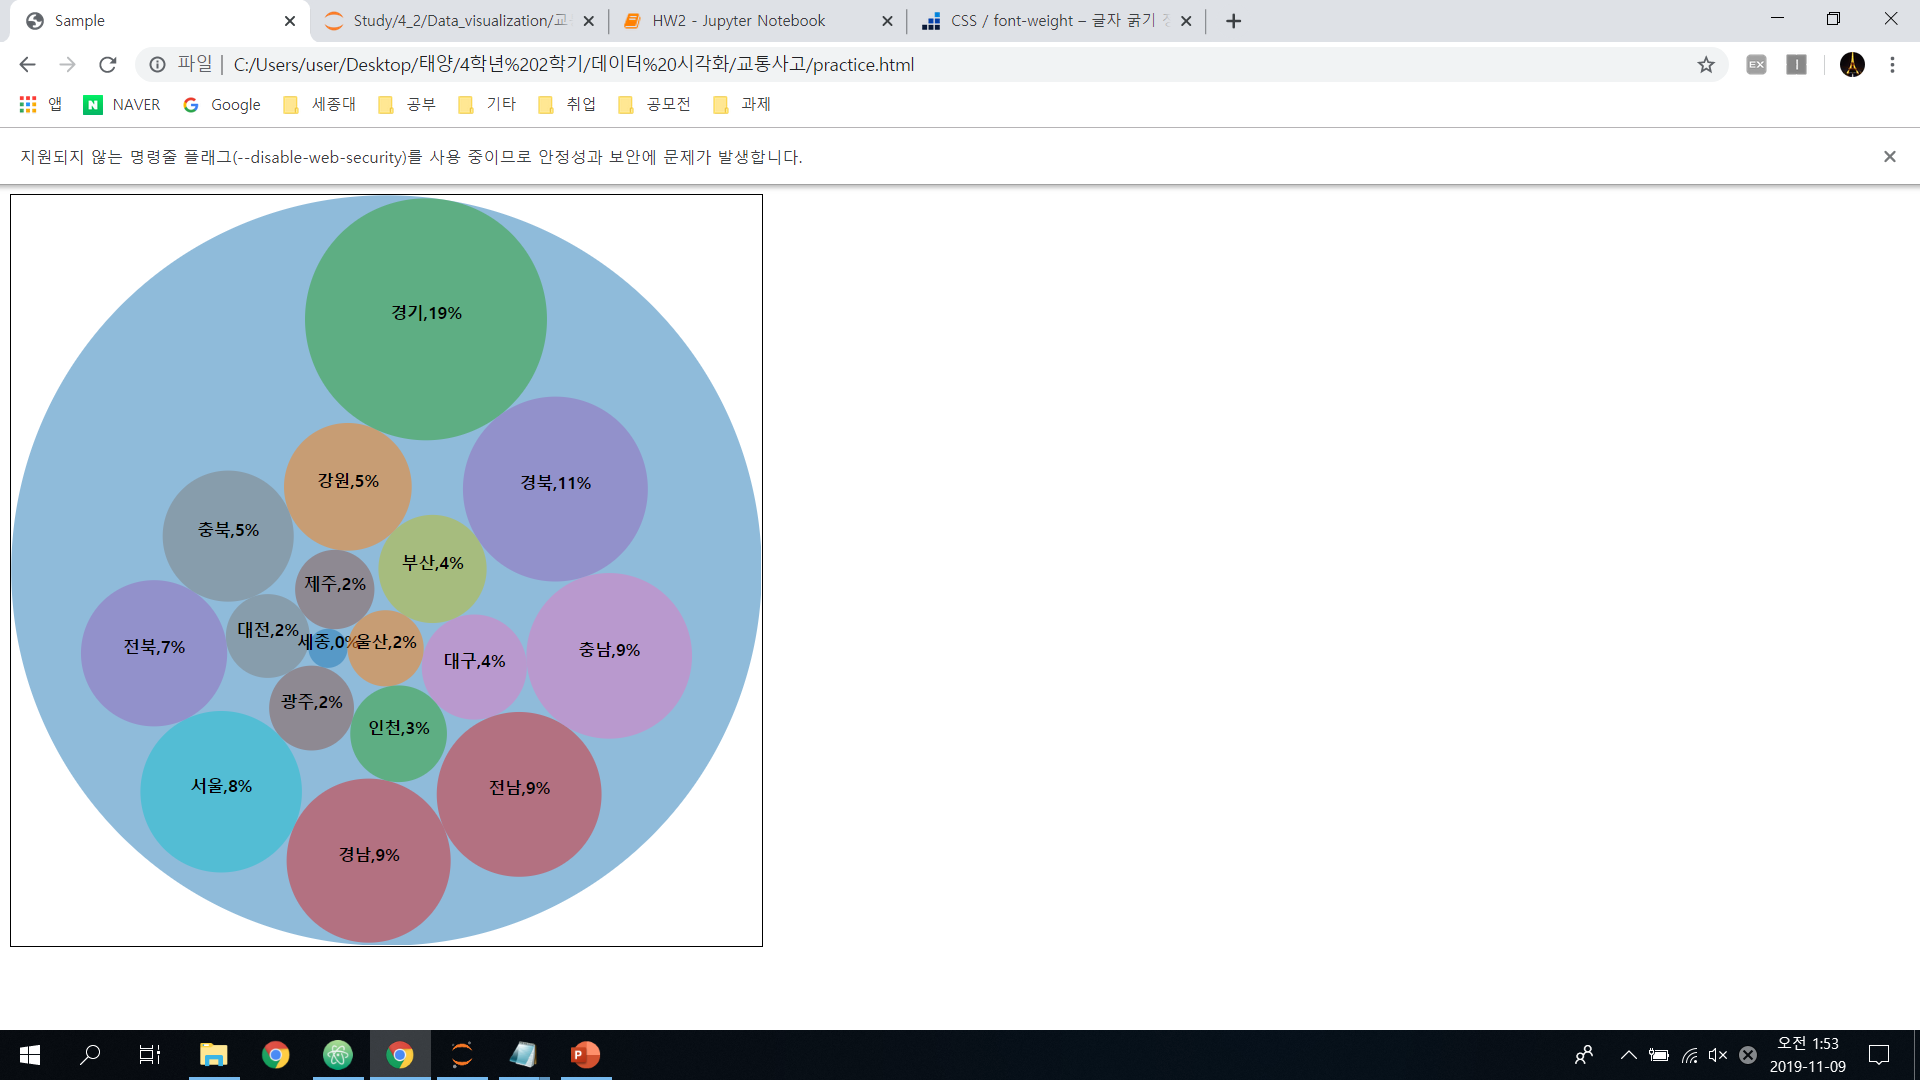 Sample
Study/4_2/Data_visualization/교
HW2 - Jupyter Notebook
CSS / font-weight – 글자 굵기 
파일 | C:/Users/user/Desktop/태양/4학년%202학기/데이터%20시각화/교통사고/practice.html
EX
앱
NAVER
Google
세종대
공부
기타
취업
공모전
과제
지원되지 않는 명령줄 플래그(--disable-web-security)를 사용 중이므로 안정성과 보안에 문제가 발생합니다.
경기,19%
강원,5%
경북,11%
충북,5%
부산,4%
제주,2%
대전,2%
세종,0%
울산,2%
전북,7%
대구,4%
충남,9%
광주,2%
인천,3%
서울,8%
전남,9%
경남,9%
오전 1:53
2019-11-09